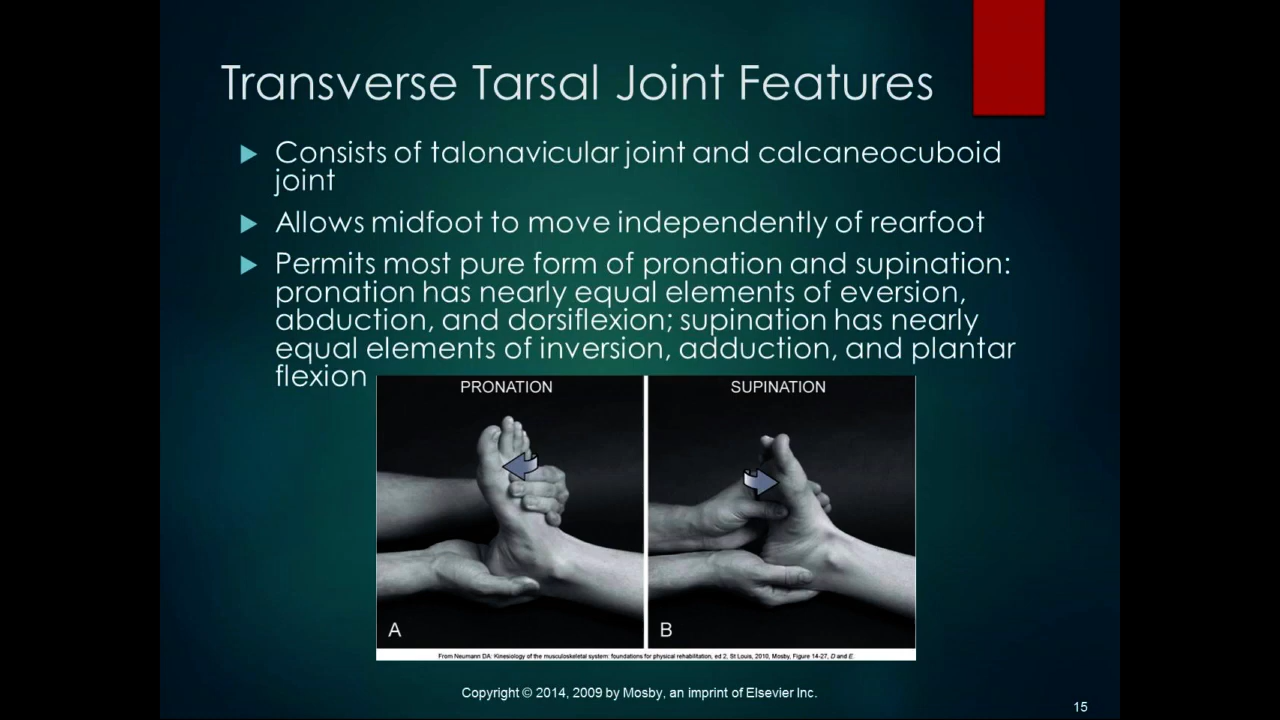 Transverse Tarsal Joint Features
Consists of talonavicular joint and calcaneocuboid
joint
Allows midfoot to move independently of rearfoot
Permits most pure form of pronation and supination:
pronation has nearly equal elements of eversion,
abduction, and dorsiflexion; supination has nearly
equal elements of inversion, adduction, and plantar
flexion
PRONATION
SUPINATION
A
B
From Neumann DA: Kinesiology of the musculoskeletal system: foundations for physical rehabilitation, ed 2, St Louis, 2010, Mosby, Figure 14-27, D and E.
Copyright © 2014, 2009 by Mosby, an imprint of Elsevier Inc.
15